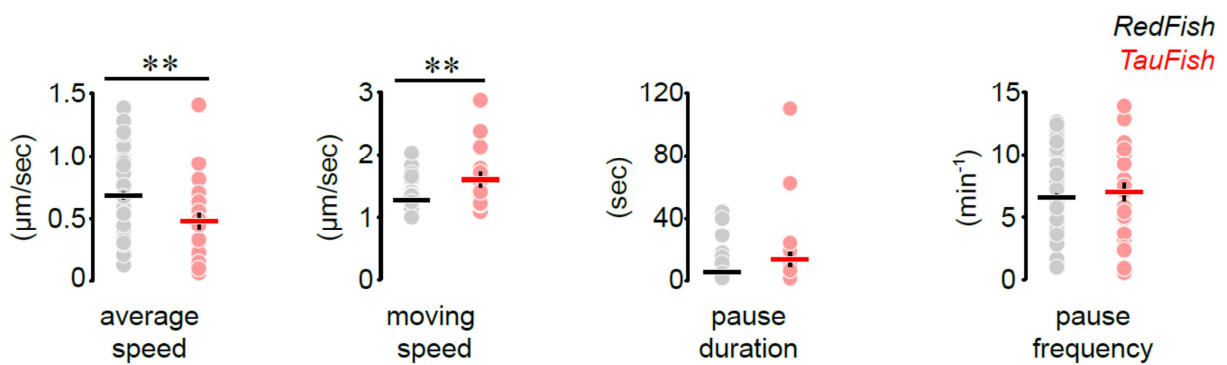 RedFish
TauFish
** ** 
1.5 3 120 15
1.0 2 80 10
0.5 1 40 5
0 0 0 0
(µm/sec) (µm/sec) (sec) (min⁻¹)
average moving pause pause
speed speed duration frequency